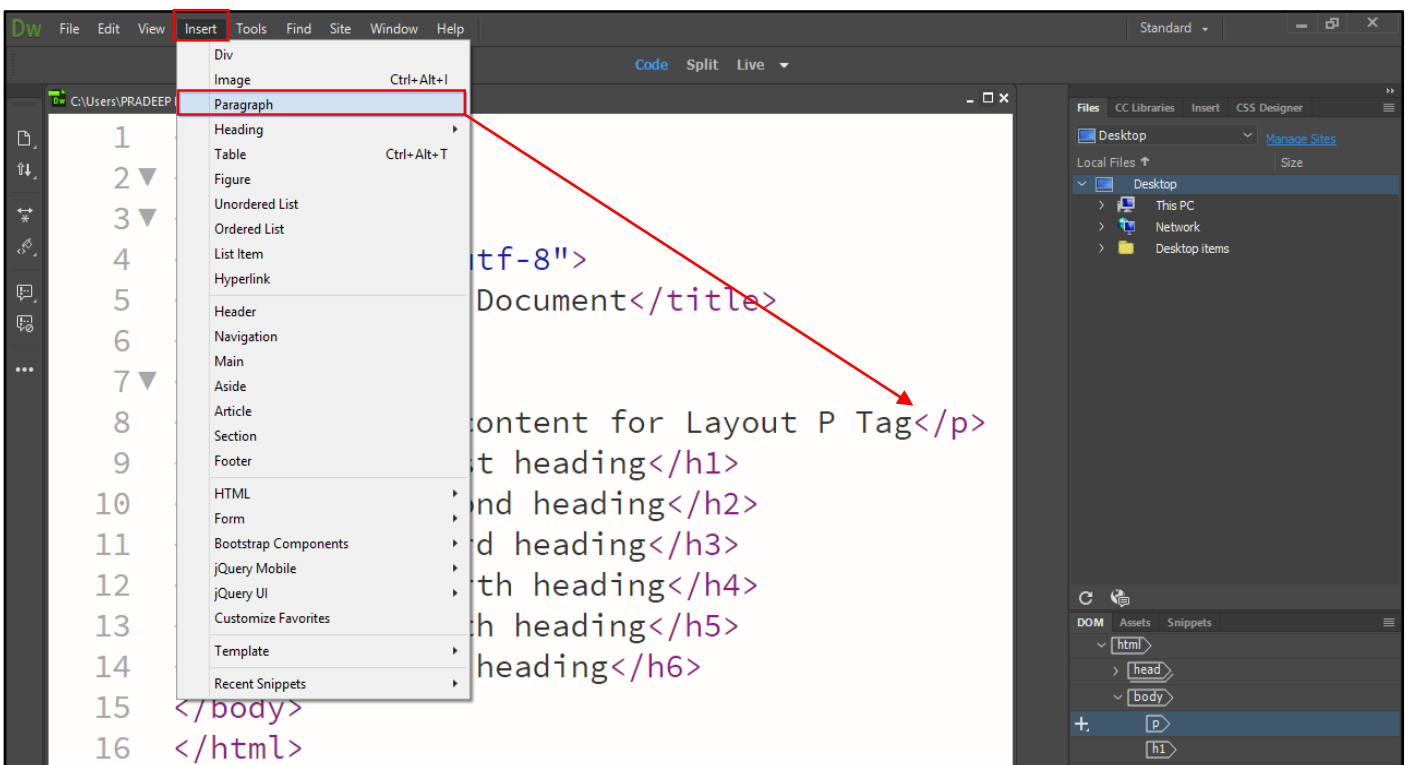 Dw File Edit View Insert Tools Find Site Window Help Standard
Code Split Live
C:\Users\PRADEEP
Div
Image Ctrl+Alt+I
Paragraph
Heading
Table Ctrl+Alt+T
Figure
Unordered List
Ordered List
List Item
Hyperlink
Header
Navigation
Main
Aside
Article
Section
Footer
HTML
Form
Bootstrap Components
jQuery Mobile
jQuery UI
Customize Favorites
Template
Recent Snippets
1
2
3
4 tf-8">
5 Document</title>
6
7
8 ontent for Layout P Tag</p>
9 st heading</h1>
10 ond heading</h2>
11 rd heading</h3>
12 rth heading</h4>
13 th heading</h5>
14 heading</h6>
15 </body>
16 </html>
Files CC Libraries Insert CSS Designer
Desktop Manage Sites
Local Files Size
Desktop
This PC
Network
Desktop items
DOM Assets Snippets
html
head
body
p
h1